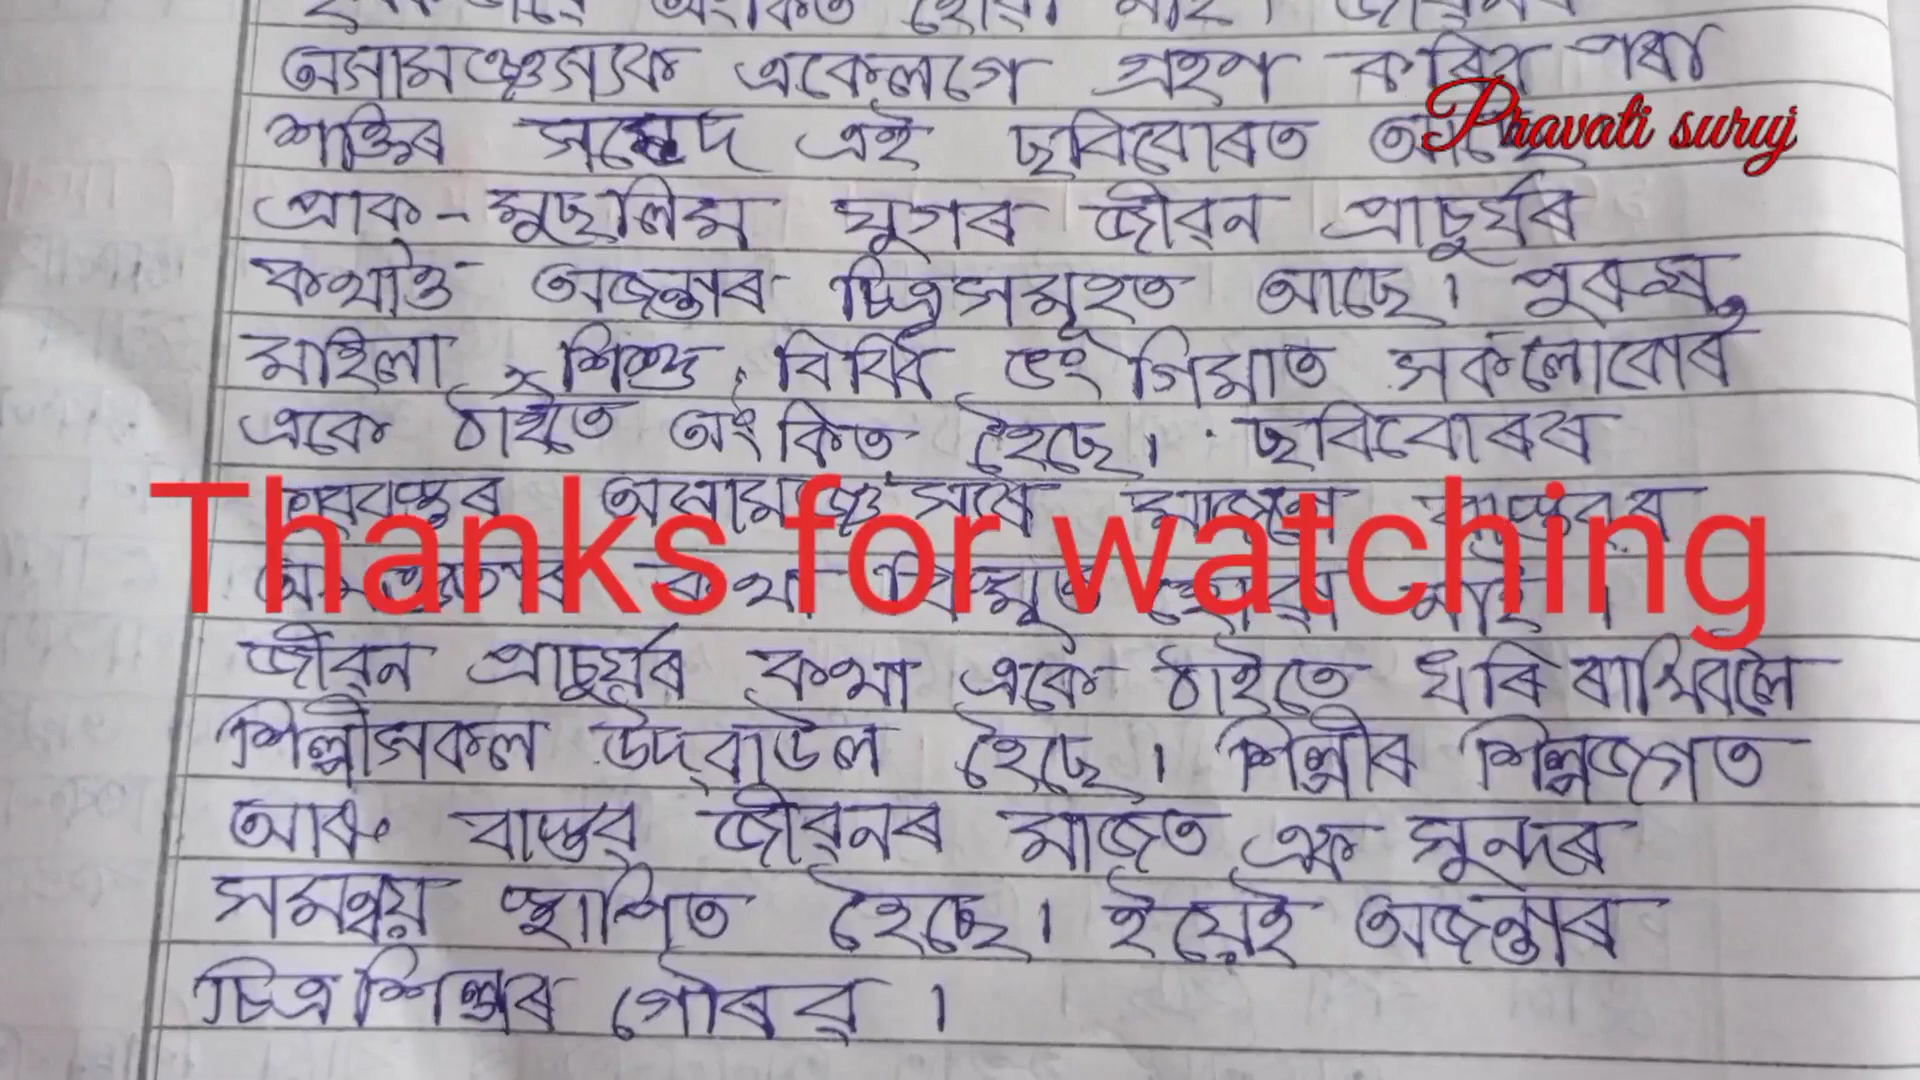 অংকিত হোৱা নাই। জীৱনৰ
অসামঞ্জস্যক একেলগে গ্ৰহণ কৰিব পৰা
Pravati suruj
শক্তিৰ সম্ভেদ এই ছবিবোৰত আছে
প্ৰাক-মুছলিম যুগৰ জীৱন প্ৰাচুৰ্যৰ
কথাও অজন্তাৰ চিত্ৰসমূহত আছে। পুৰুষ,
মহিলা, শিশু, বিবিধ ভংগিমাত সকলোবোৰ
একে ঠাইতে অংকিত হৈছে। ছবিবোৰৰ
Thanks for watching
কথা হোৱা নাই।
জীৱন প্ৰাচুৰ্যৰ কথা একে ঠাইতে ধৰি ৰাখিবলৈ
শিল্পীসকল উদ্‌বাউল হৈছে। শিল্পীৰ শিল্পজগত
আৰু বাস্তৱ জীৱনৰ মাজত এক সুন্দৰ
সমন্বয় স্থাপিত হৈছে। ইয়েই অজন্তাৰ
চিত্ৰশিল্পৰ গৌৰৱ।